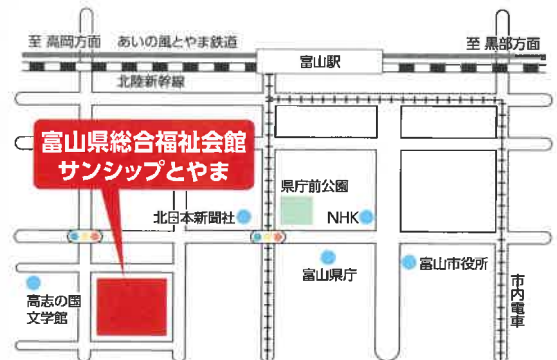 至 高岡方面
あいの風とやま鉄道
富山駅
至 黒部方面
北陸新幹線
富山県総合福祉会館
サンシップとやま
県庁前公園
北日本新聞社
NHK
富山県庁
富山市役所
高志の国
文学館
市内電車